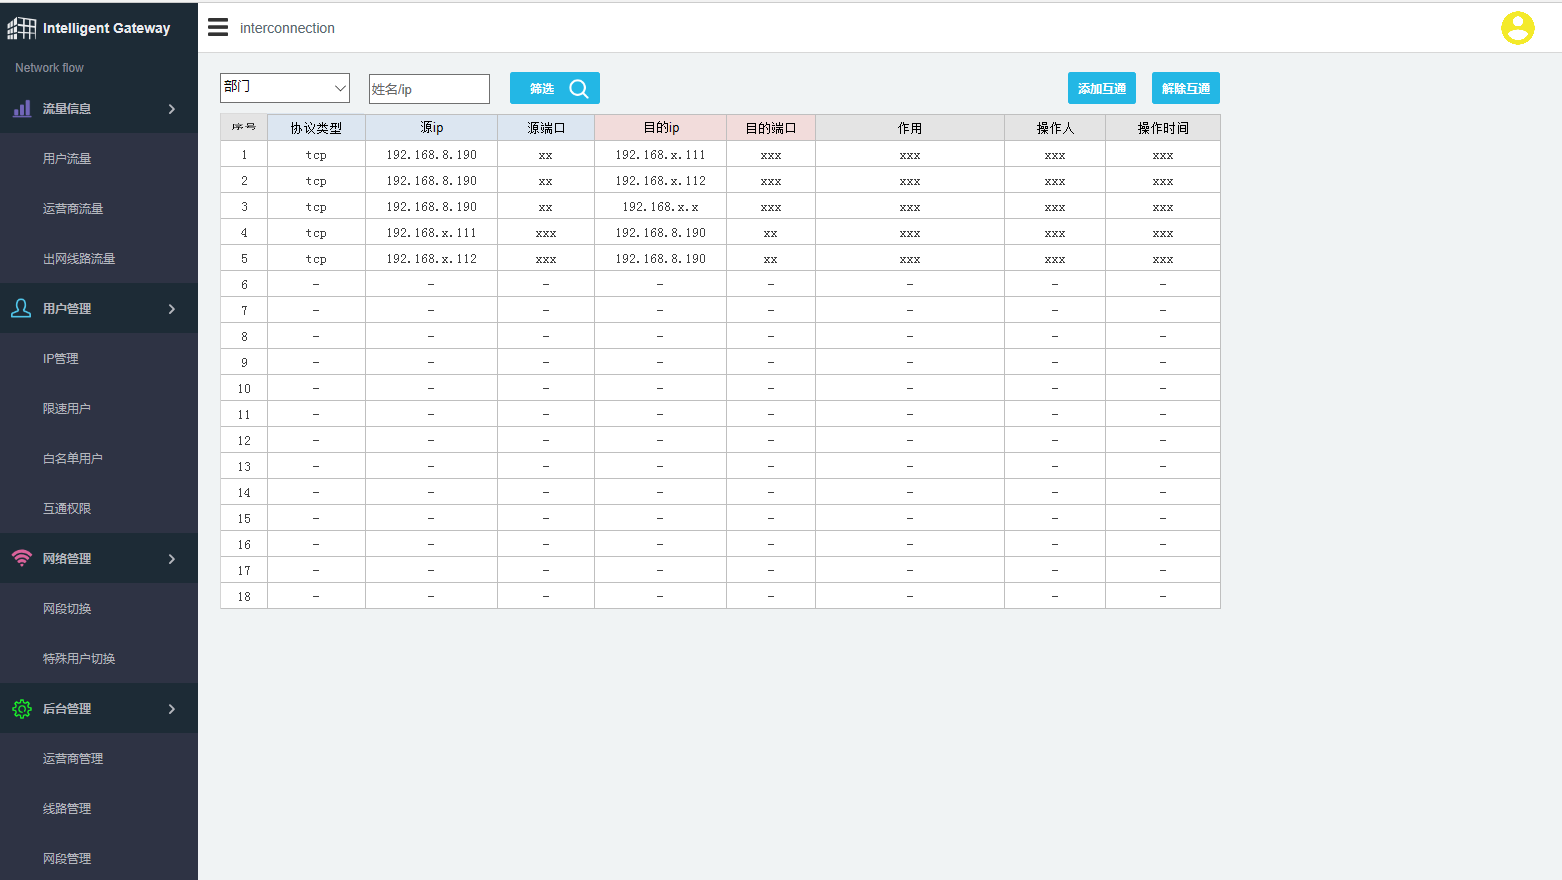 Intelligent Gateway
interconnection
Network flow
流量信息
用户流量
运营商流量
出网线路流量
用户管理
IP管理
限速用户
白名单用户
互通权限
网络管理
网段切换
特殊用户切换
后台管理
运营商管理
线路管理
网段管理
部门 姓名/ip 筛选 添加互通 解除互通
序号 协议类型 源ip 源端口 目的ip 目的端口 作用 操作人 操作时间
1 tcp 192.168.8.190 xx 192.168.x.111 xxx xxx xxx xxx
2 tcp 192.168.8.190 xx 192.168.x.112 xxx xxx xxx xxx
3 tcp 192.168.8.190 xx 192.168.x.x xxx xxx xxx xxx
4 tcp 192.168.x.111 xxx 192.168.8.190 xx xxx xxx xxx
5 tcp 192.168.x.112 xxx 192.168.8.190 xx xxx xxx xxx
6 - - - - - - - -
7 - - - - - - - -
8 - - - - - - - -
9 - - - - - - - -
10 - - - - - - - -
11 - - - - - - - -
12 - - - - - - - -
13 - - - - - - - -
14 - - - - - - - -
15 - - - - - - - -
16 - - - - - - - -
17 - - - - - - - -
18 - - - - - - - -